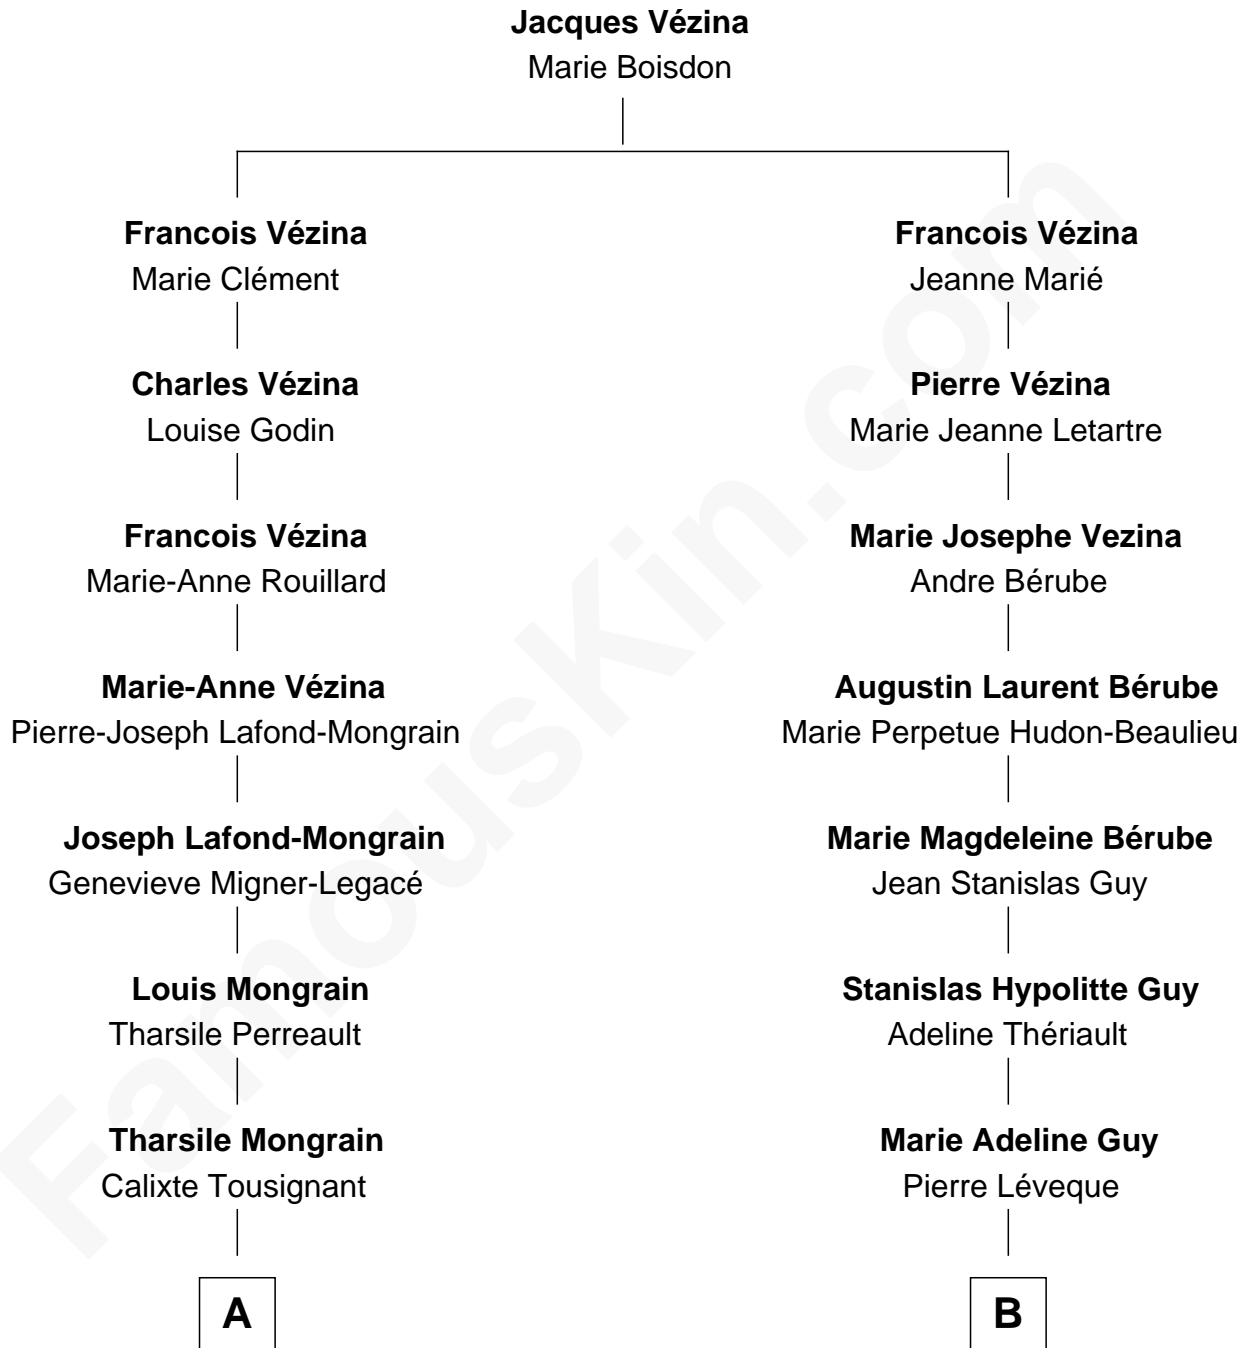 Jacques Vézina
Marie Boisdon
Francois Vézina
Marie Clément
Charles Vézina
Louise Godin
Francois Vézina
Marie-Anne Rouillard
Marie-Anne Vézina
Pierre-Joseph Lafond-Mongrain
Joseph Lafond-Mongrain
Genevieve Migner-Legacé
Louis Mongrain
Tharsile Perreault
Tharsile Mongrain
Calixte Tousignant
A
Francois Vézina
Jeanne Marié
Pierre Vézina
Marie Jeanne Letartre
Marie Josephe Vezina
Andre Bérube
Augustin Laurent Bérube
Marie Perpetue Hudon-Beaulieu
Marie Magdeleine Bérube
Jean Stanislas Guy
Stanislas Hypolitte Guy
Adeline Thériault
Marie Adeline Guy
Pierre Léveque
B
FamousKin.com